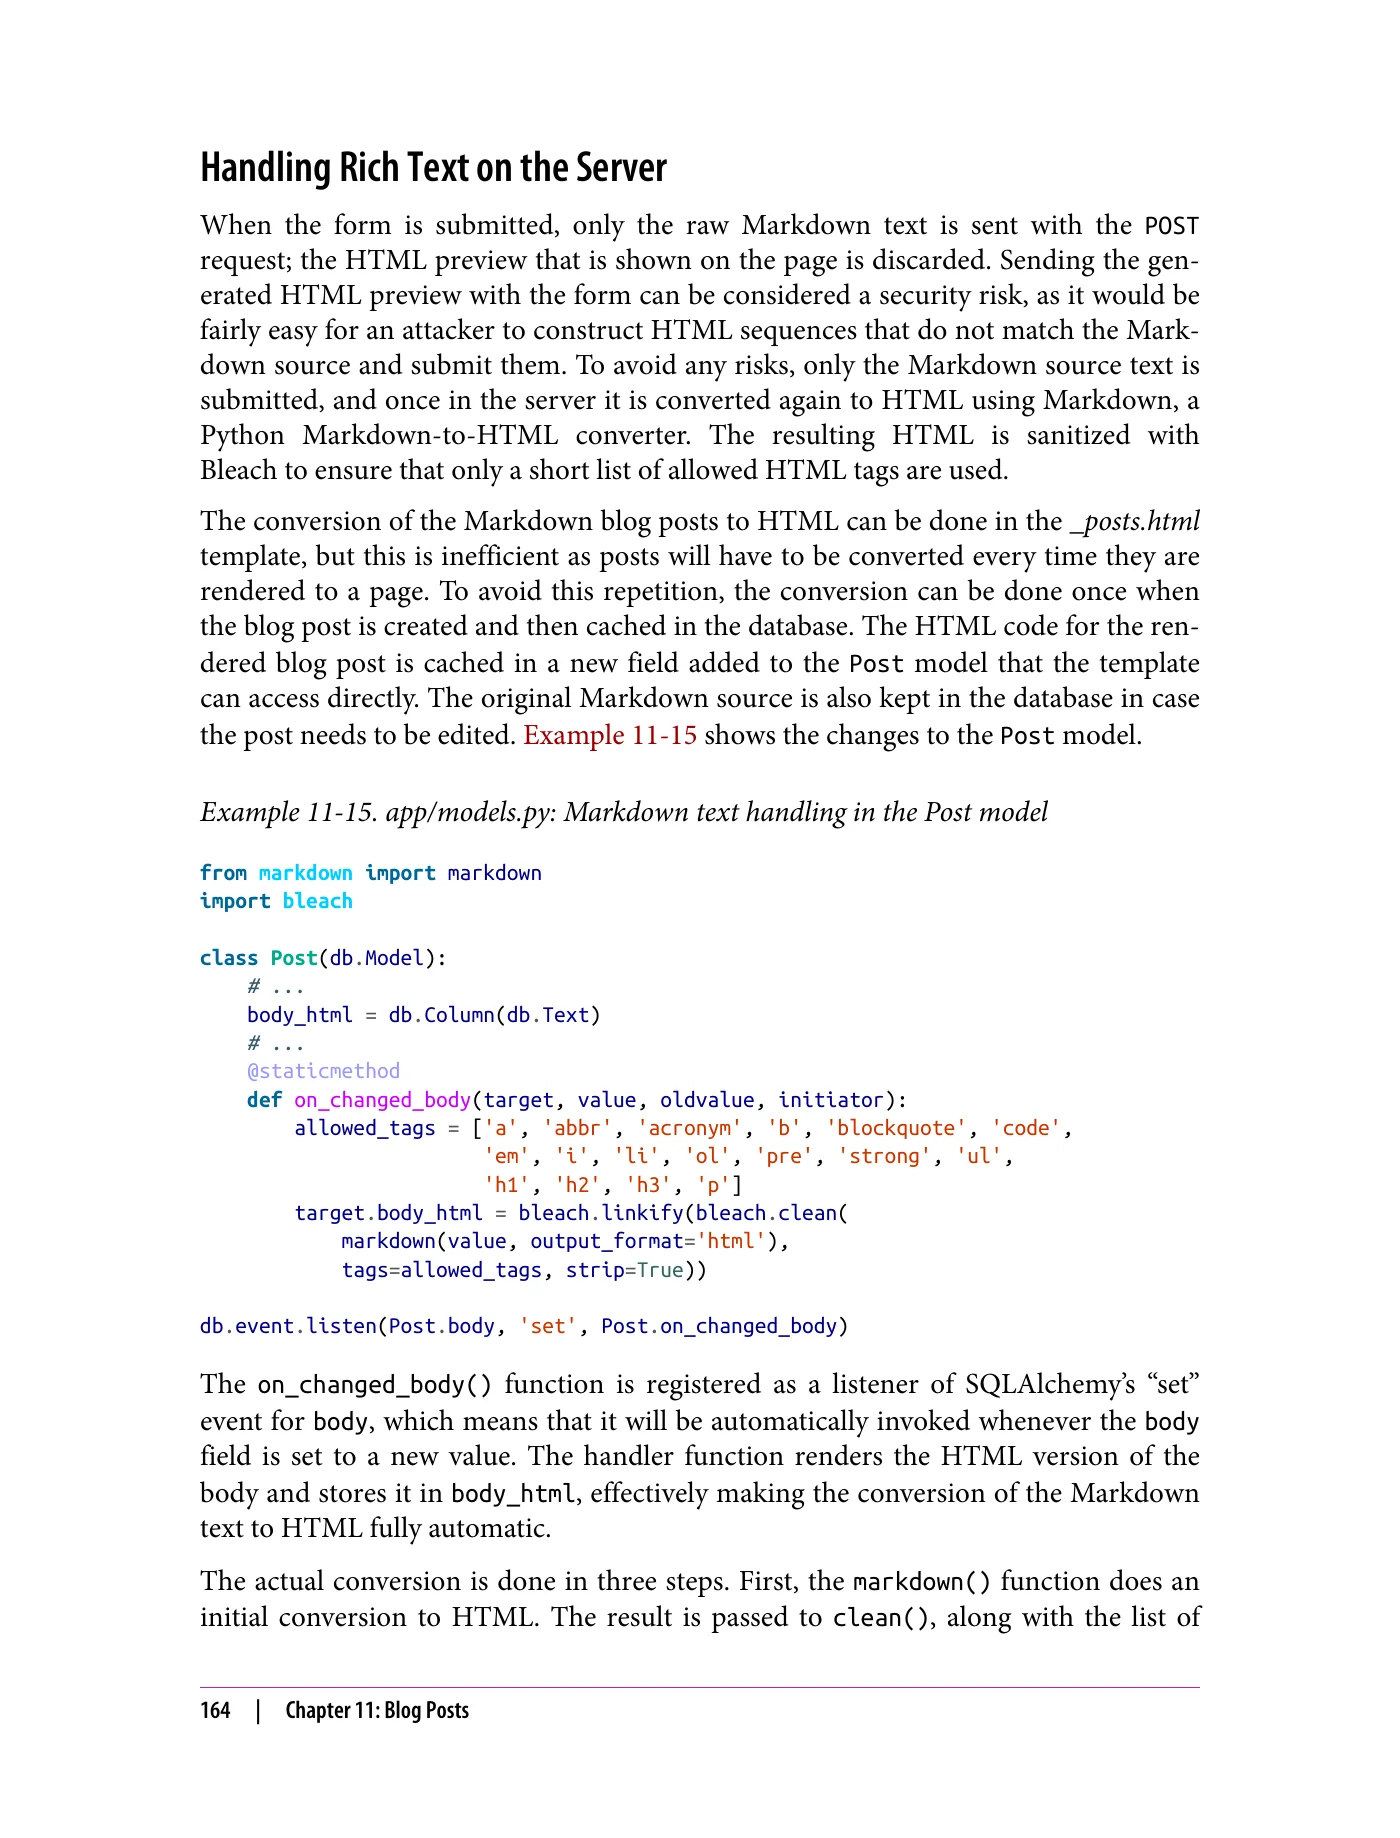 Handling Rich Text on the Server
When the form is submitted, only the raw Markdown text is sent with the POST
request; the HTML preview that is shown on the page is discarded. Sending the gen-
erated HTML preview with the form can be considered a security risk, as it would be
fairly easy for an attacker to construct HTML sequences that do not match the Mark-
down source and submit them. To avoid any risks, only the Markdown source text is
submitted, and once in the server it is converted again to HTML using Markdown, a
Python Markdown-to-HTML converter. The resulting HTML is sanitized with
Bleach to ensure that only a short list of allowed HTML tags are used.
The conversion of the Markdown blog posts to HTML can be done in the _posts.html
template, but this is inefficient as posts will have to be converted every time they are
rendered to a page. To avoid this repetition, the conversion can be done once when
the blog post is created and then cached in the database. The HTML code for the ren-
dered blog post is cached in a new field added to the Post model that the template
can access directly. The original Markdown source is also kept in the database in case
the post needs to be edited. Example 11-15 shows the changes to the Post model.
Example 11-15. app/models.py: Markdown text handling in the Post model
from markdown import markdown
import bleach
class Post(db.Model):
    # ...
    body_html = db.Column(db.Text)
    # ...
    @staticmethod
    def on_changed_body(target, value, oldvalue, initiator):
        allowed_tags = ['a', 'abbr', 'acronym', 'b', 'blockquote', 'code',
                        'em', 'i', 'li', 'ol', 'pre', 'strong', 'ul',
                        'h1', 'h2', 'h3', 'p']
        target.body_html = bleach.linkify(bleach.clean(
            markdown(value, output_format='html'),
            tags=allowed_tags, strip=True))
db.event.listen(Post.body, 'set', Post.on_changed_body)
The on_changed_body() function is registered as a listener of SQLAlchemy’s “set”
event for body, which means that it will be automatically invoked whenever the body
field is set to a new value. The handler function renders the HTML version of the
body and stores it in body_html, effectively making the conversion of the Markdown
text to HTML fully automatic.
The actual conversion is done in three steps. First, the markdown() function does an
initial conversion to HTML. The result is passed to clean(), along with the list of
164 | Chapter 11: Blog Posts